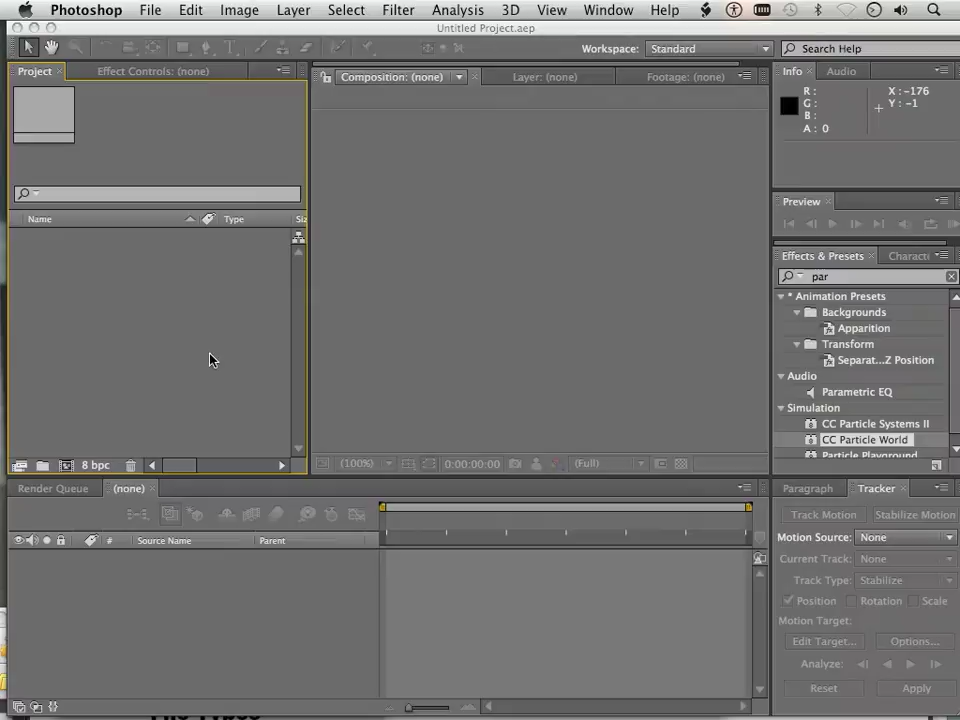 Photoshop File Edit Image Layer Select Filter Analysis 3D View Window Help
Untitled Project.aep
Workspace: Standard Search Help
Project Effect Controls: (none) Composition: (none) Layer: (none) Footage: (none) Info Audio
R :
G :
B :
A : 0
X : -176
Y : -1
Preview
Name Type
Effects & Presets Characte
par
* Animation Presets
Backgrounds
Apparition
Transform
Separat...Z Position
Audio
Parametric EQ
Simulation
CC Particle Systems II
CC Particle World
Particle Playground
8 bpc (100%) 0:00:00:00 (Full)
Render Queue (none) Paragraph Tracker
# Source Name Parent
Track Motion Stabilize Motion
Motion Source: None
Current Track: None
Track Type: Stabilize
Position Rotation Scale
Motion Target:
Edit Target... Options...
Analyze:
Reset Apply